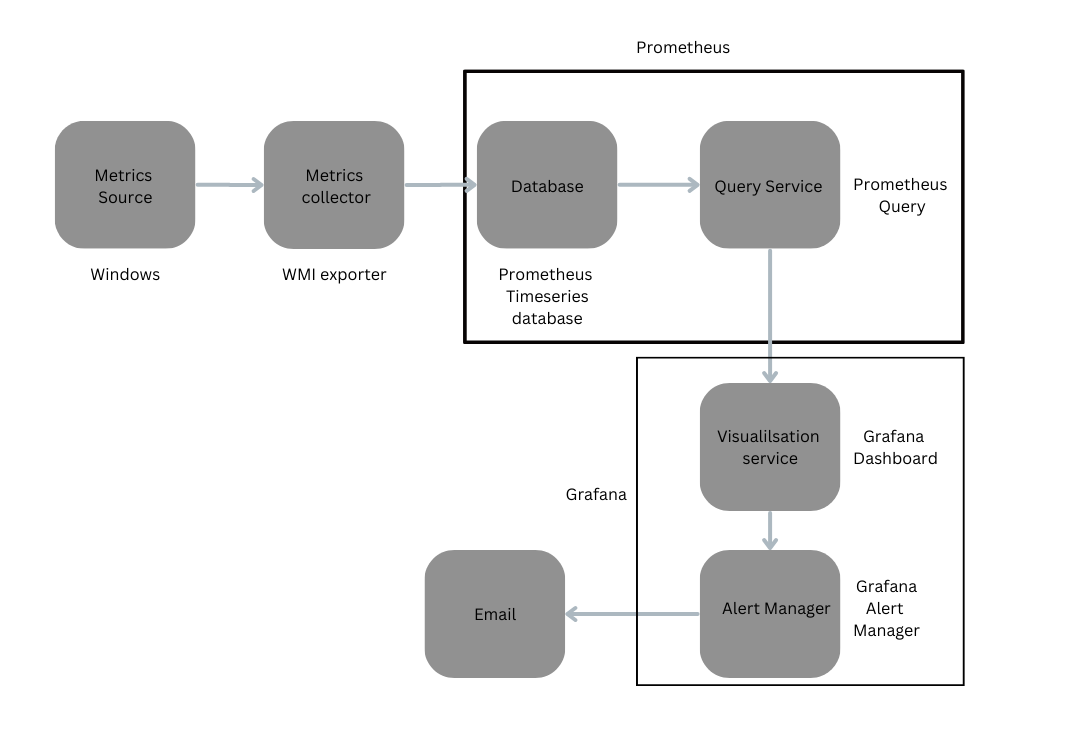 Prometheus
Metrics
Source
Metrics
collector
Database
Query Service
Prometheus
Query
Windows
WMI exporter
Prometheus
Timeseries
database
Visualilsation
service
Grafana
Dashboard
Grafana
Email
Alert Manager
Grafana
Alert
Manager